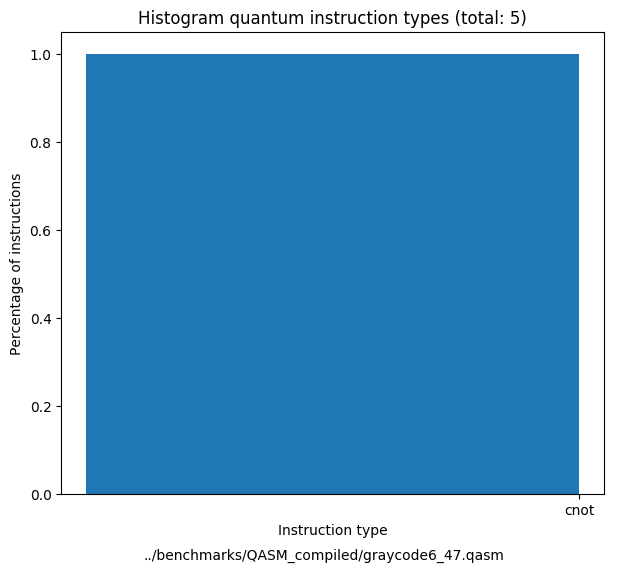 Histogram quantum instruction types (total: 5)
Percentage of instructions
1.0
0.8
0.6
0.4
0.2
0.0
cnot
Instruction type
../benchmarks/QASM_compiled/graycode6_47.qasm